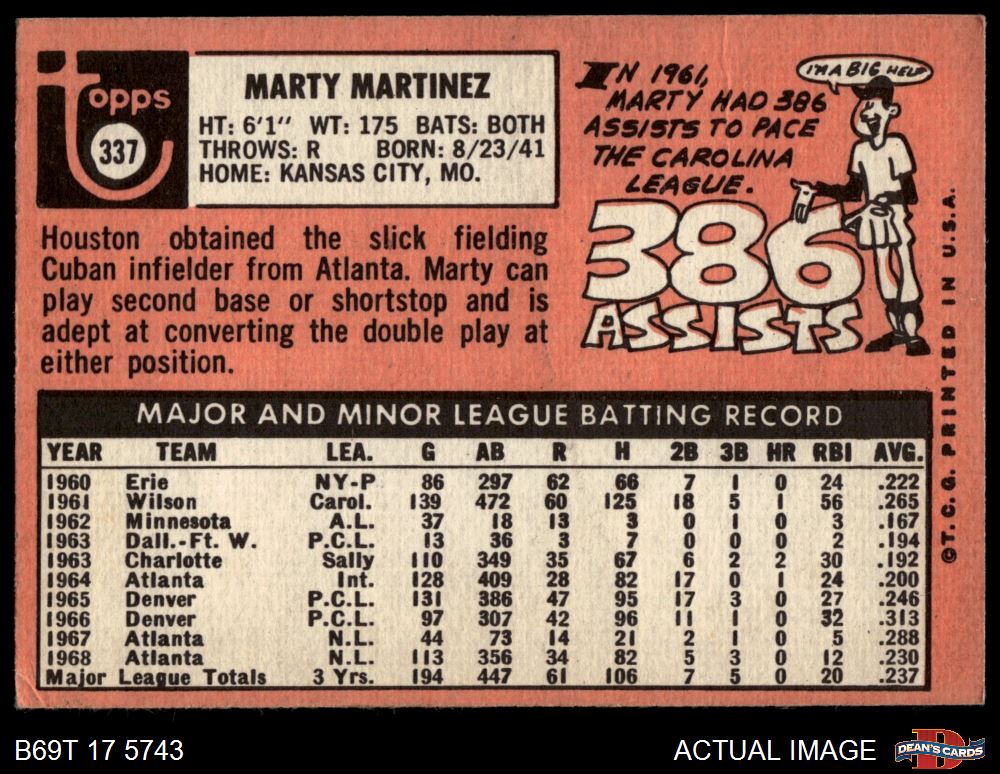 Topps
337
MARTY MARTINEZ
HT: 6'1" WT: 175 BATS: BOTH
THROWS: R BORN: 8/23/41
HOME: KANSAS CITY, MO.
Houston obtained the slick fielding
Cuban infielder from Atlanta. Marty can
play second base or shortstop and is
adept at converting the double play at
either position.
IN 1961,
MARTY HAD 386
ASSISTS TO PACE
THE CAROLINA
LEAGUE.
I'M A BIG HELP
386
ASSISTS
MAJOR AND MINOR LEAGUE BATTING RECORD
YEAR TEAM LEA. G AB R H 2B 3B HR RBI AVG.
1960 Erie NY-P 86 297 62 66 7 1 0 24 .222
1961 Wilson Carol. 139 472 60 125 18 5 1 56 .265
1962 Minnesota A.L. 37 18 13 3 0 1 0 3 .167
1963 Dall.-Ft. W. P.C.L. 13 36 3 7 0 0 0 2 .194
1963 Charlotte Sally 110 349 35 67 6 2 2 30 .192
1964 Atlanta Int. 128 409 28 82 17 0 1 24 .200
1965 Denver P.C.L. 131 386 47 95 17 3 0 27 .246
1966 Denver P.C.L. 97 307 42 96 11 1 0 32 .313
1967 Atlanta N.L. 44 73 14 21 2 1 0 5 .288
1968 Atlanta N.L. 113 356 34 82 5 3 0 12 .230
Major League Totals 3 Yrs. 194 447 61 106 7 5 0 20 .237
©T.C.G. PRINTED IN U.S.A.
B69T 17 5743
ACTUAL IMAGE
DEAN'S CARDS